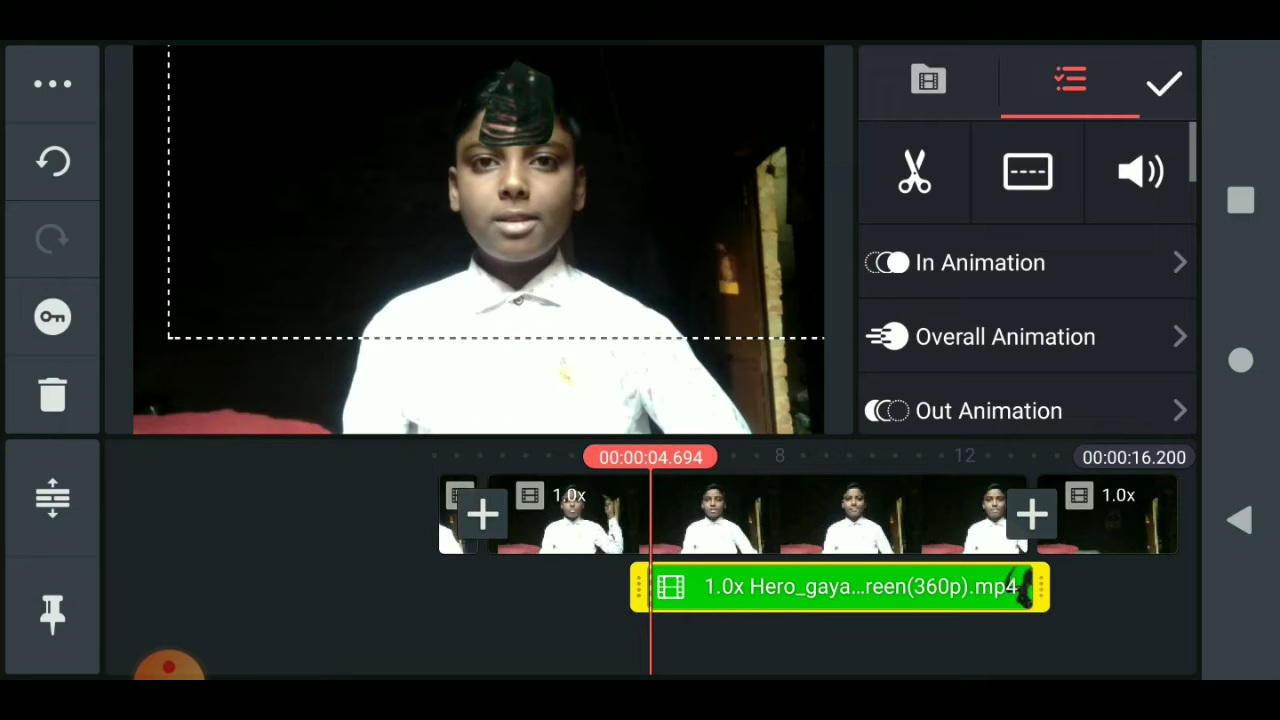 In Animation
Overall Animation
Out Animation
00:00:04.694
8
12
00:00:16.200
1.0x
1.0x
1.0x Hero_gaya...reen(360p).mp4